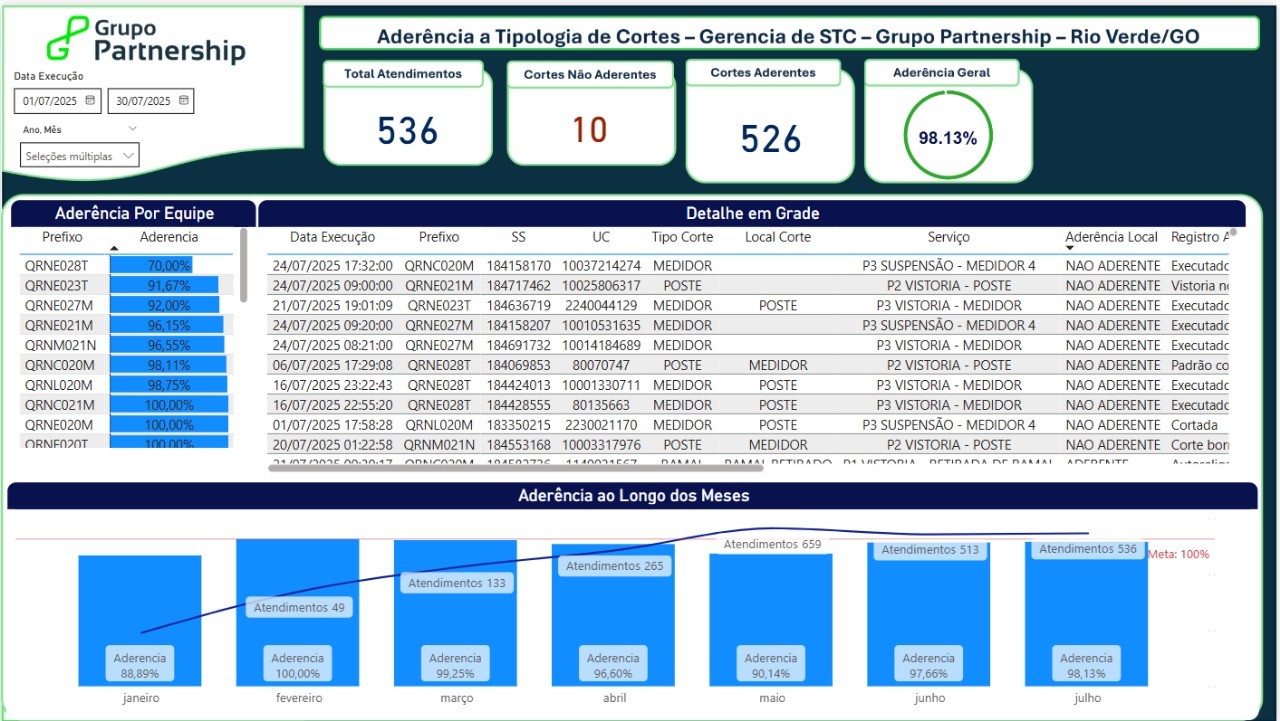 Grupo
Partnership
Aderência a Tipologia de Cortes – Gerencia de STC – Grupo Partnership – Rio Verde/GO
Data Execução
01/07/2025 30/07/2025
Ano, Mês
Seleções múltiplas
Total Atendimentos
536
Cortes Não Aderentes
10
Cortes Aderentes
526
Aderência Geral
98.13%
Aderência Por Equipe
Prefixo Aderencia
QRNE028T 70,00%
QRNE023T 91,67%
QRNE027M 92,00%
QRNE021M 96,15%
QRNM021N 96,55%
QRNC020M 98,11%
QRNL020M 98,75%
QRNC021M 100,00%
QRNE020M 100,00%
QRNE020T 100,00%
Detalhe em Grade
Data Execução Prefixo SS UC Tipo Corte Local Corte Serviço Aderência Local Registro A
24/07/2025 17:32:00 QRNC020M 184158170 10037214274 MEDIDOR P3 SUSPENSÃO - MEDIDOR 4 NAO ADERENTE Executado
24/07/2025 09:00:00 QRNE021M 184717462 10025806317 POSTE P2 VISTORIA - POSTE NAO ADERENTE Vistoria
21/07/2025 19:01:09 QRNE023T 184636719 2240044129 MEDIDOR POSTE P3 VISTORIA - MEDIDOR NAO ADERENTE Executado
24/07/2025 09:20:00 QRNE027M 184158207 10010531635 MEDIDOR P3 SUSPENSÃO - MEDIDOR 4 NAO ADERENTE Executado
24/07/2025 08:21:00 QRNE027M 184691732 10014184689 MEDIDOR P3 VISTORIA - MEDIDOR NAO ADERENTE Executado
06/07/2025 17:29:08 QRNE028T 184069853 80070747 POSTE MEDIDOR P2 VISTORIA - POSTE NAO ADERENTE Padrão co
16/07/2025 23:22:43 QRNE028T 184424013 10001330711 MEDIDOR POSTE P3 VISTORIA - MEDIDOR NAO ADERENTE Executado
16/07/2025 22:55:20 QRNE028T 184428555 80135663 MEDIDOR POSTE P3 VISTORIA - MEDIDOR NAO ADERENTE Executado
01/07/2025 17:58:28 QRNL020M 183350215 2230021170 MEDIDOR POSTE P3 SUSPENSÃO - MEDIDOR 4 NAO ADERENTE Cortada
20/07/2025 01:22:58 QRNM021N 184553168 10003317976 POSTE MEDIDOR P2 VISTORIA - POSTE NAO ADERENTE Corte
Aderência ao Longo dos Meses
Atendimentos 49
Atendimentos 133
Atendimentos 265
Atendimentos 659
Atendimentos 513
Atendimentos 536
Meta: 100%
Aderencia
88,89%
Aderencia
100,00%
Aderencia
99,25%
Aderencia
96,60%
Aderencia
90,14%
Aderencia
97,66%
Aderencia
98,13%
janeiro fevereiro março abril maio junho julho